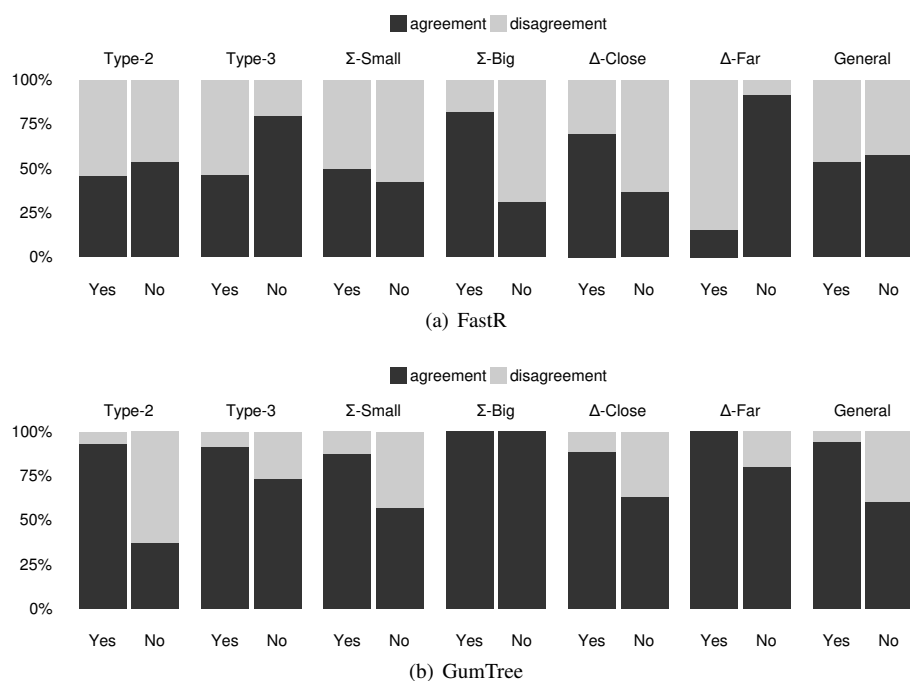 agreement disagreement
Type-2 Type-3 Σ-Small Σ-Big Δ-Close Δ-Far General
100%
75%
50%
25%
0%
Yes No Yes No Yes No Yes No Yes No Yes No Yes No
(a) FastR
agreement disagreement
Type-2 Type-3 Σ-Small Σ-Big Δ-Close Δ-Far General
100%
75%
50%
25%
0%
Yes No Yes No Yes No Yes No Yes No Yes No Yes No
(b) GumTree